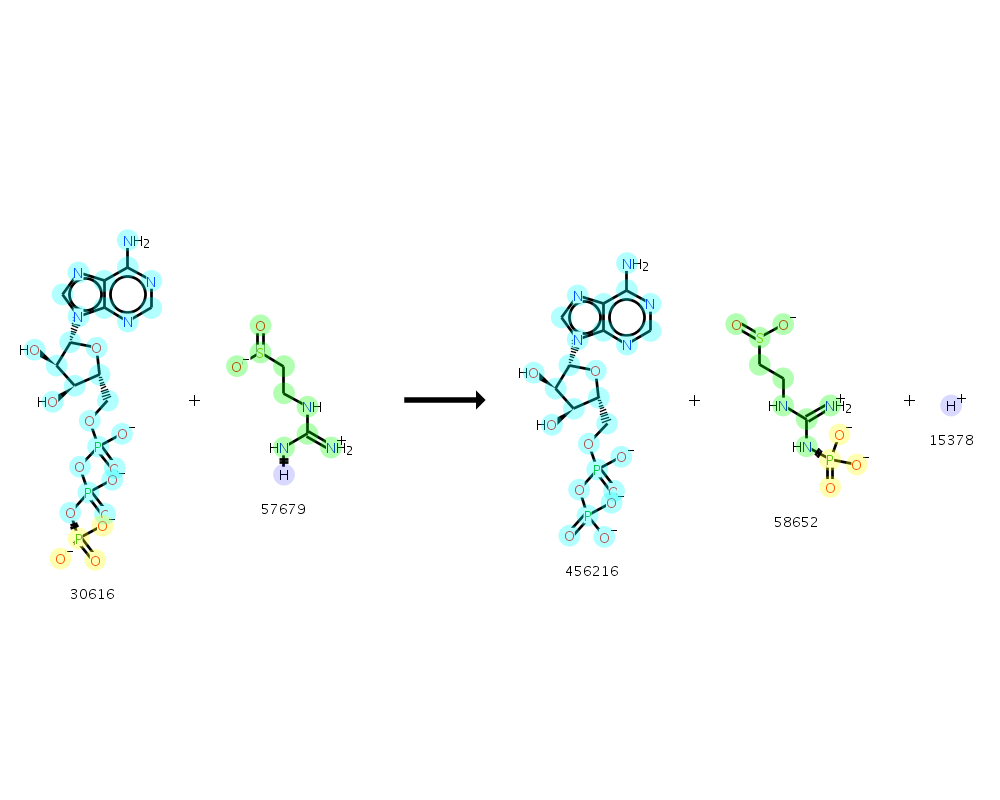 NH2
N
N
N
N
HO
O
HO
O
P
O-
O
O
O-
P
O
O
O-
P
O-
O
30616
+
O
S
O-
NH
HN
NH2+
H
57679
NH2
N
N
N
N
HO
O
HO
O
P
O-
O
O
O-
P
O
O-
456216
+
O
S
O-
HN
NH2+
HN
P
O-
O-
O
58652
+
H+
15378